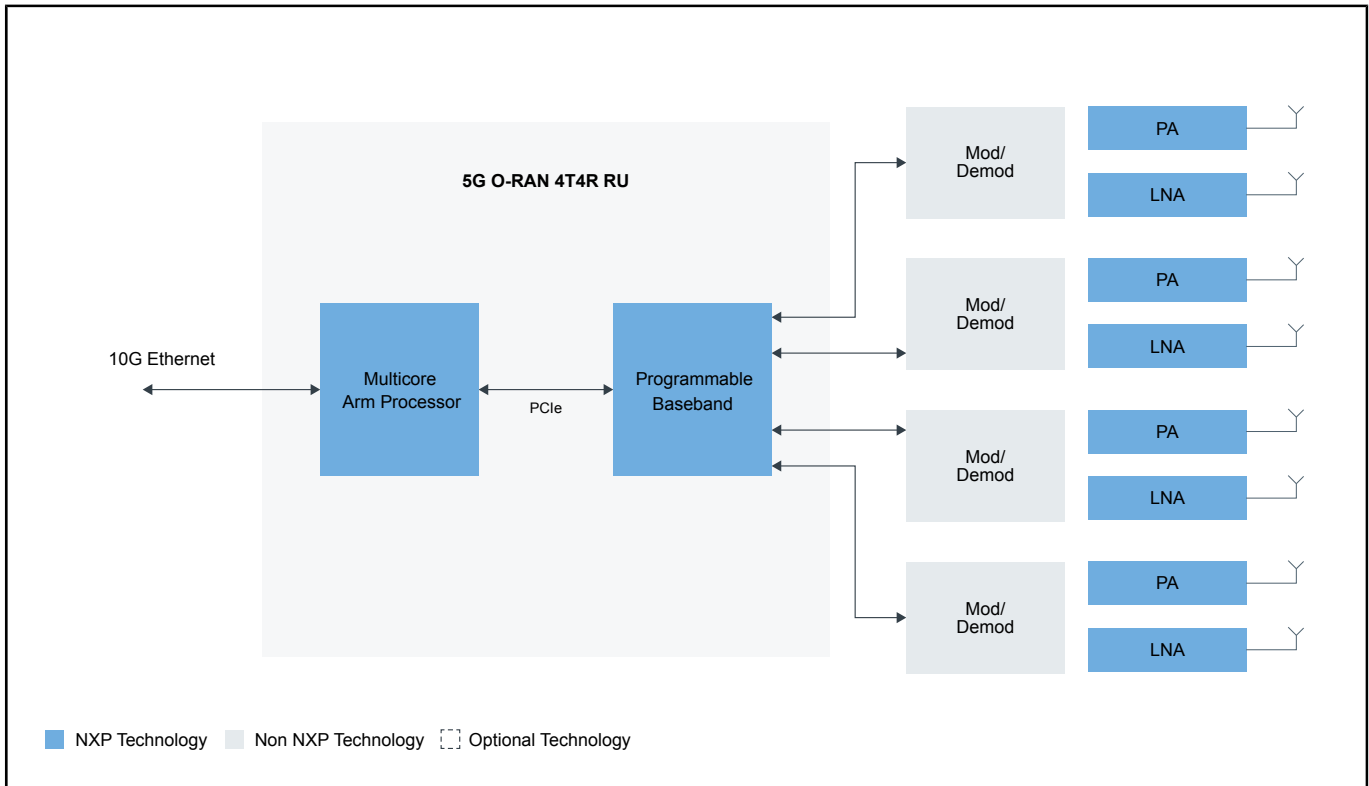 5G O-RAN 4T4R RU
10G Ethernet
Multicore
Arm Processor
PCIe
Programmable
Baseband
Mod/
Demod
PA
LNA
Mod/
Demod
PA
LNA
Mod/
Demod
PA
LNA
Mod/
Demod
PA
LNA
NXP Technology
Non NXP Technology
Optional Technology